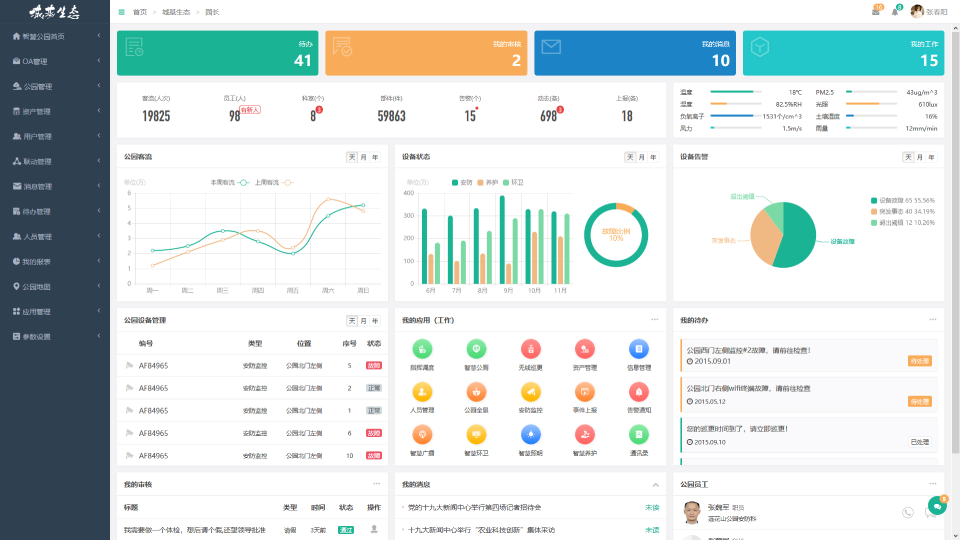 城基生态
智慧公园首页
OA管理
公园管理
资产管理
用户管理
联动管理
消息管理
待办管理
人员管理
我的报表
公园地图
应用管理
参数设置
首页 > 城基生态 > 园长
10
8
张春阳
待办
41
我的审核
2
我的消息
10
我的工作
15
客流(人次)
19825
员工(人)
98
有新人
科室(个)
8
部件(件)
59863
告警(个)
15
698
上报(条)
18
温度 18℃
湿度 82.5%RH
负氧离子 1531个/cm^3
风力 1.5m/s
PM2.5 43ug/m^3
光照 610lux
土壤湿度 16%
雨量 12mm/min
公园客流
天 月 年
单位(万)
本周客流 上周客流
6
5
4
3
2
1
0
周一 周二 周三 周四 周五 周六 周日
设备状态
天 月 年
单位(万)
安防 养护 环卫
400
300
200
100
0
6月 7月 8月 9月 10月 11月
故障比例
10%
设备告警
天 月 年
超出阈值
突发事态
设备故障
设备故障 65 55.56%
突发事态 40 34.19%
超出阈值 12 10.26%
公园设备管理
天 月 年
编号 类型 位置 序号 状态
AF84965 安防监控 公园北门左侧 5 故障
AF84965 安防监控 公园北门左侧 2 正常
AF84965 安防监控 公园北门左侧 1 正常
AF84965 安防监控 公园北门左侧 6 故障
AF84965 安防监控 公园北门左侧 10 故障
我的应用（工作）
指挥调度 智慧公厕 无线巡更 资产管理 信息管理
人员管理 公园全景 安防监控 事件上报 告警通知
智慧广播 智慧环卫 智慧照明 智慧养护 通讯录
我的待办
公园西门左侧监控#2故障，请前往检查！
2015.09.01
待处理
公园北门右侧wifi终端故障，请前往检查
2015.05.12
待处理
您的巡更时间到了，请立即巡更！
2015.09.10
已处理
我的审核
标题 类型 时间 状态 操作
我需要做一个体检，想后请个假,还望领导批准 请假 3天前 通过
我的消息
党的十九大新闻中心举行第四场记者招待会 未读
十九大新闻中心举行 “农业科技创新”集体采访 未读
公园员工
张魏军 职员
莲花山公园安防科